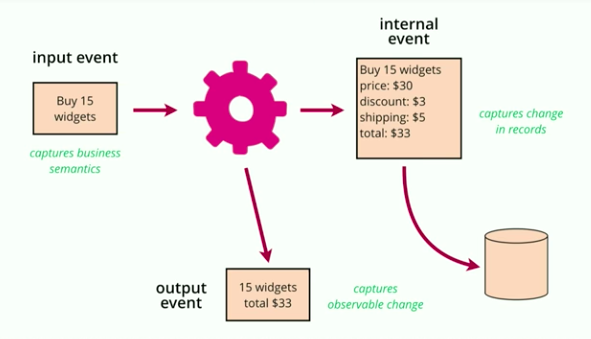 input event
Buy 15
widgets
captures business
semantics
internal
event
Buy 15 widgets
price: $30
discount: $3
shipping: $5
total: $33
captures change
in records
output
event
15 widgets
total $33
captures
observable change